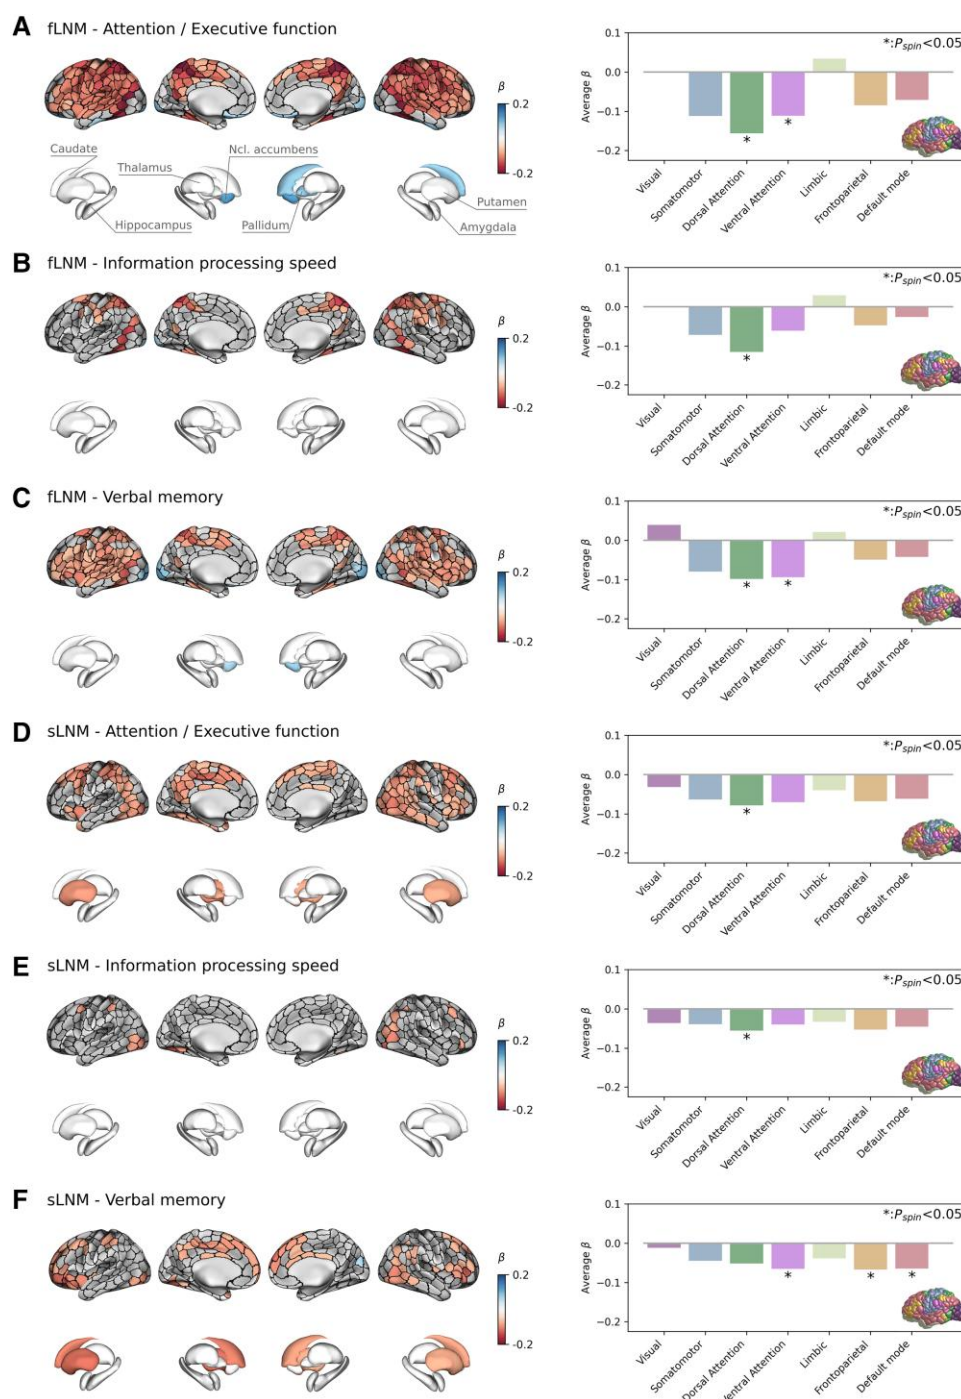 A fLNM - Attention / Executive function
β
0.2
-0.2
Caudate
Thalamus
Ncl. accumbens
Hippocampus
Pallidum
Putamen
Amygdala
*:Pspin<0.05
Average β
0.1
0.0
−0.1
−0.2
Visual
Somatomotor
Dorsal Attention
Ventral Attention
Limbic
Frontoparietal
Default mode
*
*
B fLNM - Information processing speed
β
0.2
-0.2
*:Pspin<0.05
Average β
0.1
0.0
−0.1
−0.2
Visual
Somatomotor
Dorsal Attention
Ventral Attention
Limbic
Frontoparietal
Default mode
*
C fLNM - Verbal memory
β
0.2
-0.2
*:Pspin<0.05
Average β
0.1
0.0
−0.1
−0.2
Visual
Somatomotor
Dorsal Attention
Ventral Attention
Limbic
Frontoparietal
Default mode
*
*
D sLNM - Attention / Executive function
β
0.2
-0.2
*:Pspin<0.05
Average β
0.1
0.0
−0.1
−0.2
Visual
Somatomotor
Dorsal Attention
Ventral Attention
Limbic
Frontoparietal
Default mode
*
E sLNM - Information processing speed
β
0.2
-0.2
*:Pspin<0.05
Average β
0.1
0.0
−0.1
−0.2
Visual
Somatomotor
Dorsal Attention
Ventral Attention
Limbic
Frontoparietal
Default mode
*
F sLNM - Verbal memory
β
0.2
-0.2
*:Pspin<0.05
Average β
0.1
0.0
−0.1
−0.2
Visual
Somatomotor
Dorsal Attention
Ventral Attention
Limbic
Frontoparietal
Default mode
*
*
*